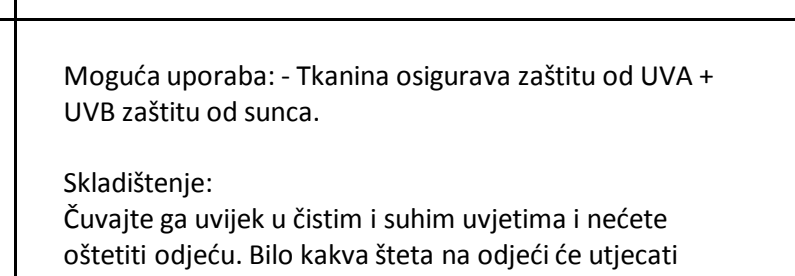 Moguća uporaba: - Tkanina osigurava zaštitu od UVA +
UVB zaštitu od sunca.
Skladištenje:
Čuvajte ga uvijek u čistim i suhim uvjetima i nećete
oštetiti odjeću. Bilo kakva šteta na odjeći će utjecati